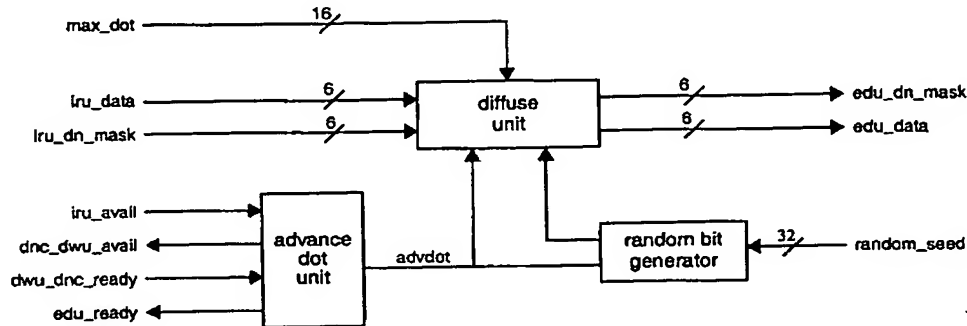 max_dot
16
iru_data
6
iru_dn_mask
6
diffuse
unit
6
edu_dn_mask
6
edu_data
iru_avail
dnc_dwu_avail
dwu_dnc_ready
edu_ready
advance
dot
unit
advdot
random bit
generator
32
random_seed